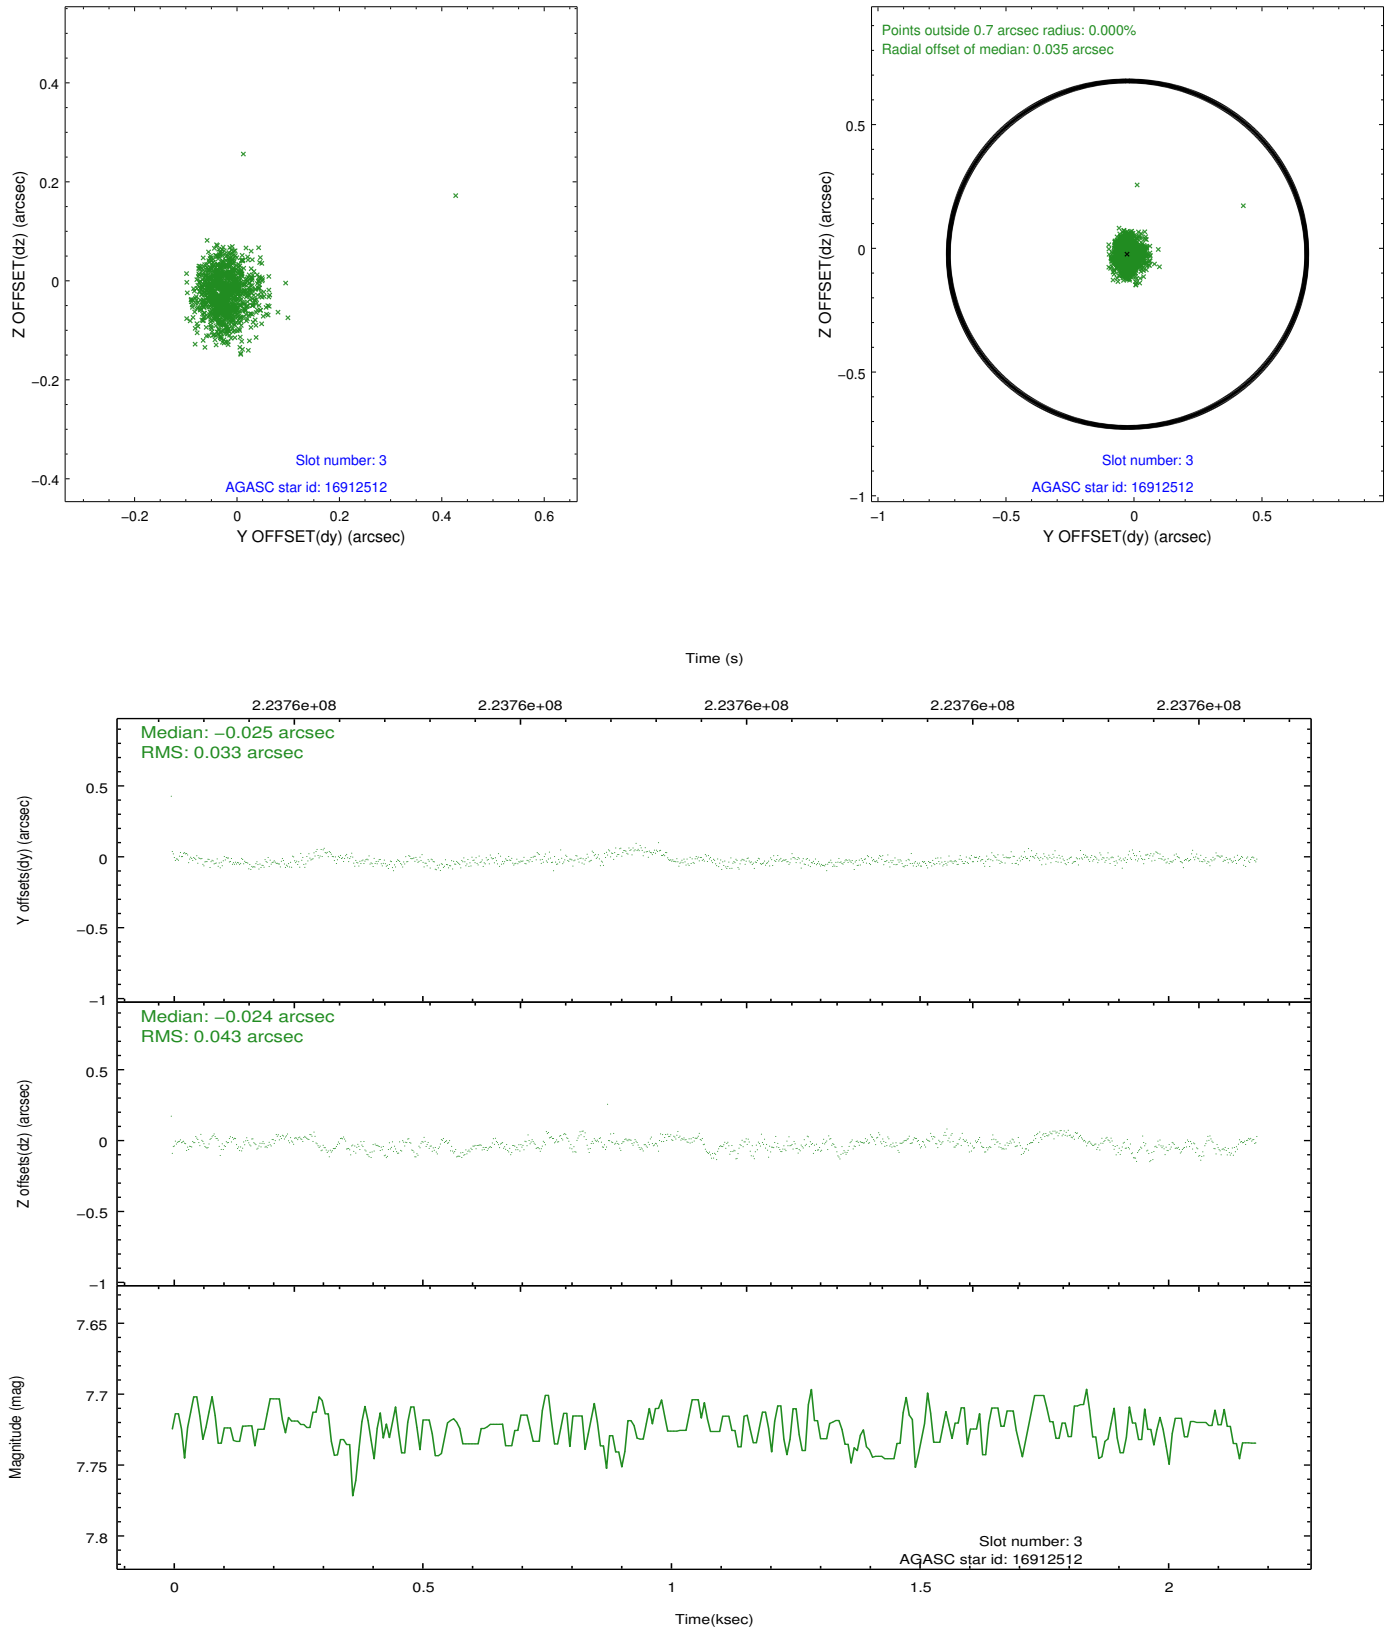 0.4
0.2
0
−0.2
−0.4
Z OFFSET(dz) (arcsec)
Slot number: 3
AGASC star id: 16912512
−0.2 0 0.2 0.4 0.6
Y OFFSET(dy) (arcsec)
Points outside 0.7 arcsec radius: 0.000%
Radial offset of median: 0.035 arcsec
0.5
0
−0.5
−1
Z OFFSET(dz) (arcsec)
Slot number: 3
AGASC star id: 16912512
−1 −0.5 0 0.5
Y OFFSET(dy) (arcsec)
Time (s)
2.2376e+08 2.2376e+08 2.2376e+08 2.2376e+08 2.2376e+08
Median: −0.025 arcsec
RMS: 0.033 arcsec
0.5
0
−0.5
−1
Y offsets(dy) (arcsec)
Median: −0.024 arcsec
RMS: 0.043 arcsec
0.5
0
−0.5
−1
Z offsets(dz) (arcsec)
7.65
7.7
7.75
7.8
Magnitude (mag)
Slot number: 3
AGASC star id: 16912512
0 0.5 1 1.5 2
Time(ksec)